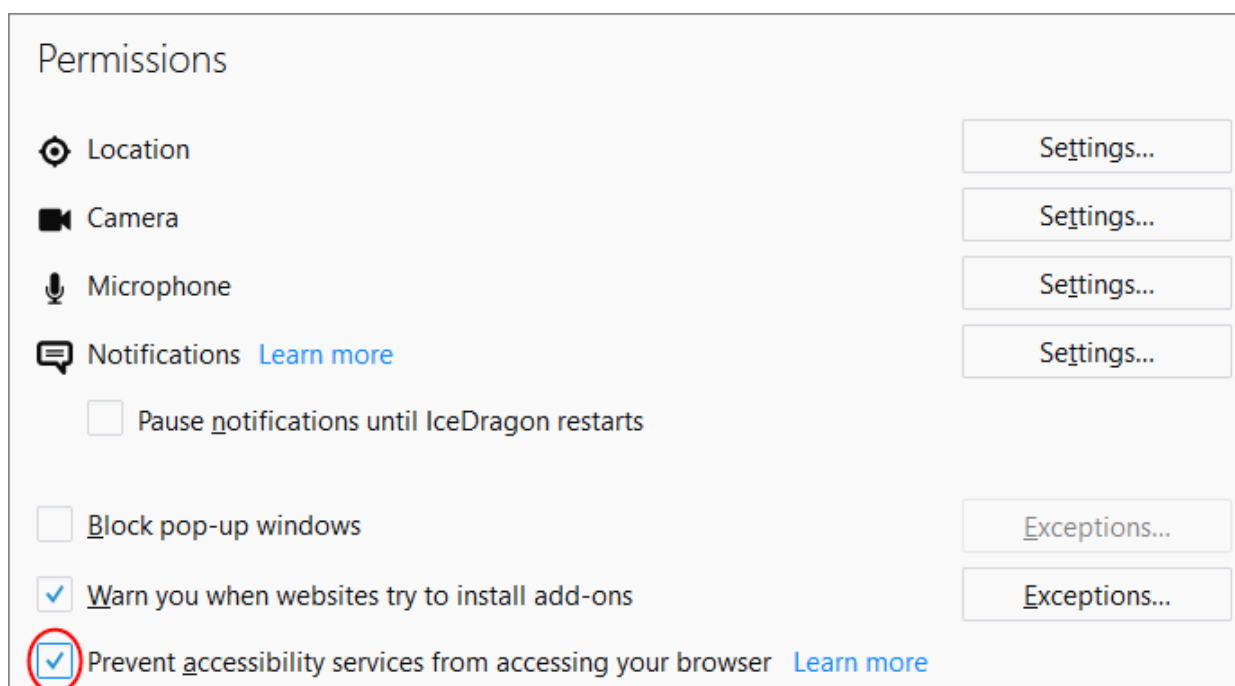 Permissions
Location Settings...
Camera Settings...
Microphone Settings...
Notifications Learn more Settings...
Pause notifications until IceDragon restarts
Block pop-up windows Exceptions...
Warn you when websites try to install add-ons Exceptions...
Prevent accessibility services from accessing your browser Learn more